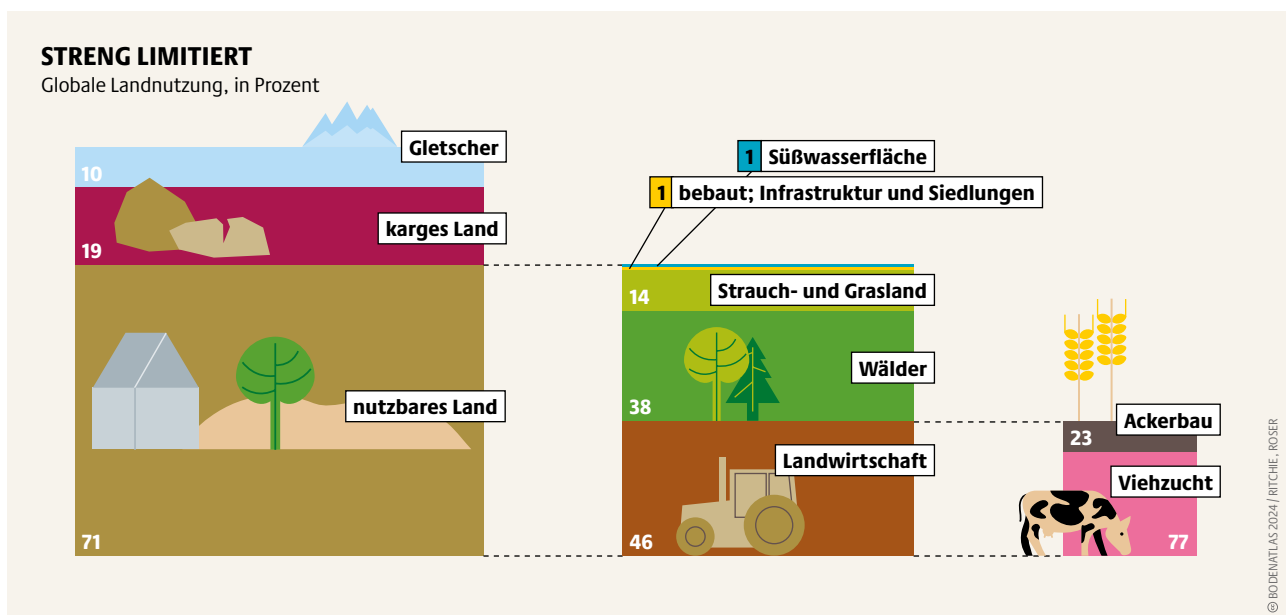 STRENG LIMITIERT
Globale Landnutzung, in Prozent
Gletscher
10
karges Land
19
nutzbares Land
71
1 Süßwasserfläche
1 bebaut; Infrastruktur und Siedlungen
Strauch- und Grasland
14
Wälder
38
Landwirtschaft
46
Ackerbau
23
Viehzucht
77
© BODENATLAS 2024 / RITCHIE, ROSER